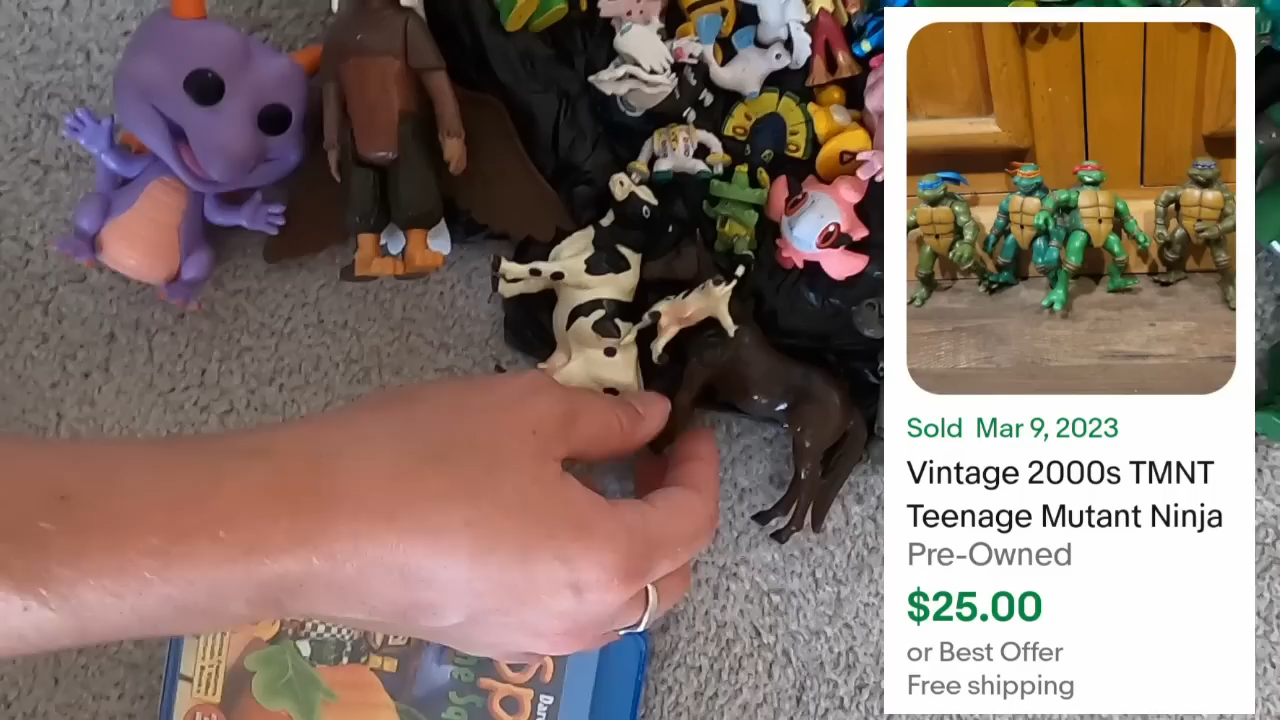 Sold Mar 9, 2023
Vintage 2000s TMNT
Teenage Mutant Ninja
Pre-Owned
$25.00
or Best Offer
Free shipping